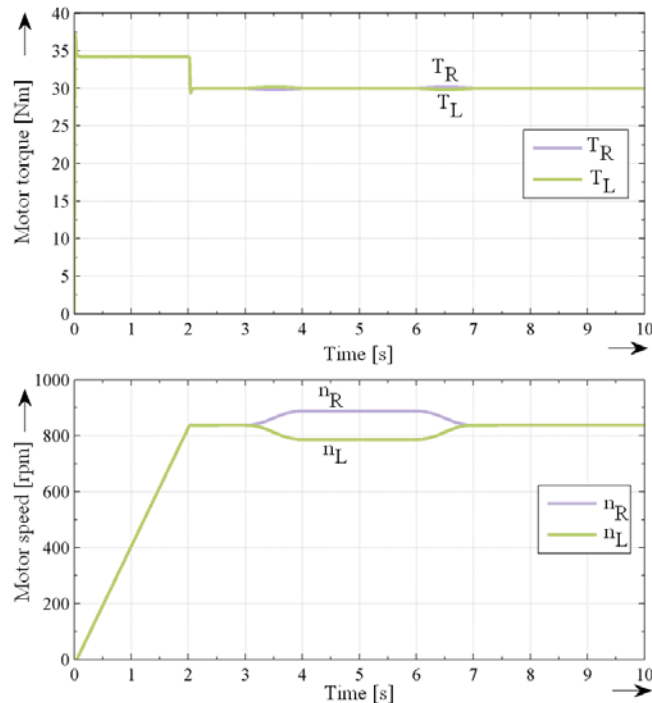 40
35
30
25
20
15
10
5
0
Motor torque [Nm]
T_R
T_L
T_R
T_L
0 1 2 3 4 5 6 7 8 9 10
Time [s]
1000
800
600
400
200
0
Motor speed [rpm]
n_R
n_L
n_R
n_L
0 1 2 3 4 5 6 7 8 9 10
Time [s]